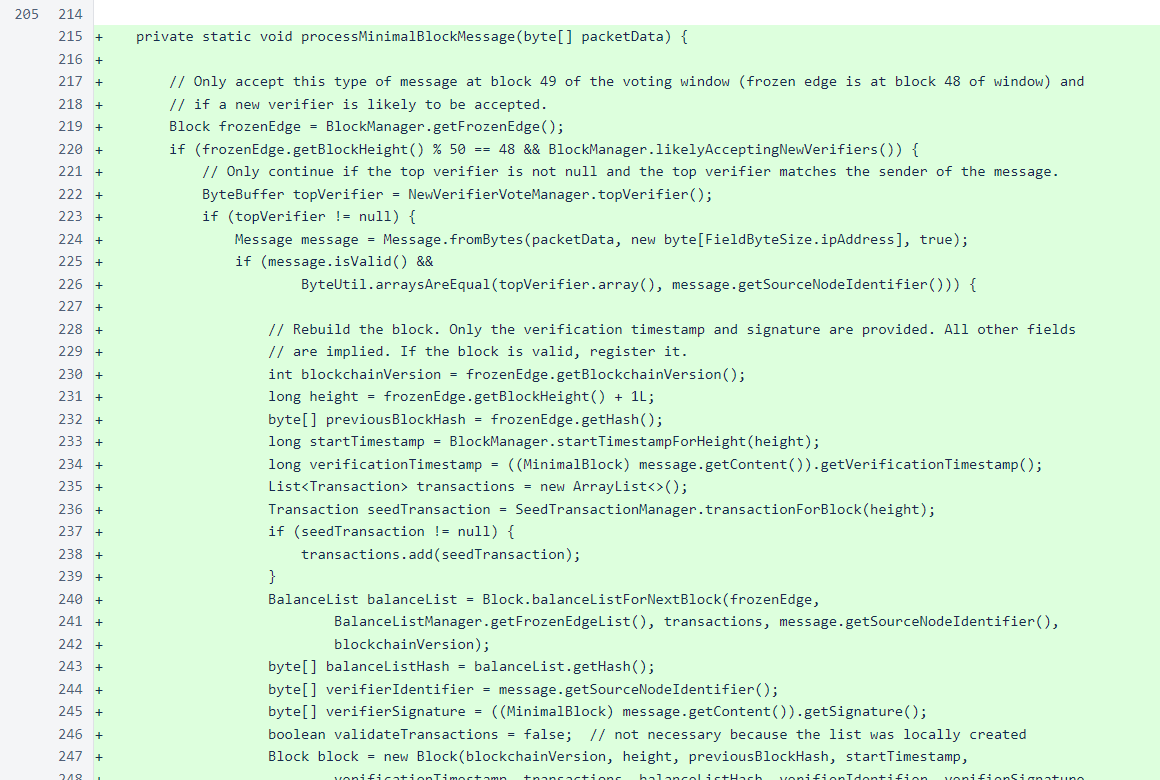 205 214
215 + private static void processMinimalBlockMessage(byte[] packetData) {
216 +
217 + // Only accept this type of message at block 49 of the voting window (frozen edge is at block 48 of window) and
218 + // if a new verifier is likely to be accepted.
219 + Block frozenEdge = BlockManager.getFrozenEdge();
220 + if (frozenEdge.getBlockHeight() % 50 == 48 && BlockManager.likelyAcceptingNewVerifiers()) {
221 + // Only continue if the top verifier is not null and the top verifier matches the sender of the message.
222 + ByteBuffer topVerifier = NewVerifierVoteManager.topVerifier();
223 + if (topVerifier != null) {
224 + Message message = Message.fromBytes(packetData, new byte[FieldByteSize.ipAddress], true);
225 + if (message.isValid() &&
226 + ByteUtil.arraysAreEqual(topVerifier.array(), message.getSourceNodeIdentifier())) {
227 +
228 + // Rebuild the block. Only the verification timestamp and signature are provided. All other fields
229 + // are implied. If the block is valid, register it.
230 + int blockchainVersion = frozenEdge.getBlockchainVersion();
231 + long height = frozenEdge.getBlockHeight() + 1L;
232 + byte[] previousBlockHash = frozenEdge.getHash();
233 + long startTimestamp = BlockManager.startTimestampForHeight(height);
234 + long verificationTimestamp = ((MinimalBlock) message.getContent()).getVerificationTimestamp();
235 + List<Transaction> transactions = new ArrayList<>();
236 + Transaction seedTransaction = SeedTransactionManager.transactionForBlock(height);
237 + if (seedTransaction != null) {
238 + transactions.add(seedTransaction);
239 + }
240 + BalanceList balanceList = Block.balanceListForNextBlock(frozenEdge,
241 + BalanceListManager.getFrozenEdgeList(), transactions, message.getSourceNodeIdentifier(),
242 + blockchainVersion);
243 + byte[] balanceListHash = balanceList.getHash();
244 + byte[] verifierIdentifier = message.getSourceNodeIdentifier();
245 + byte[] verifierSignature = ((MinimalBlock) message.getContent()).getSignature();
246 + boolean validateTransactions = false;  // not necessary because the list was locally created
247 + Block block = new Block(blockchainVersion, height, previousBlockHash, startTimestamp,
248 + verificationTimestamp, transactions, balanceListHash, verifierIdentifier, verifierSignature